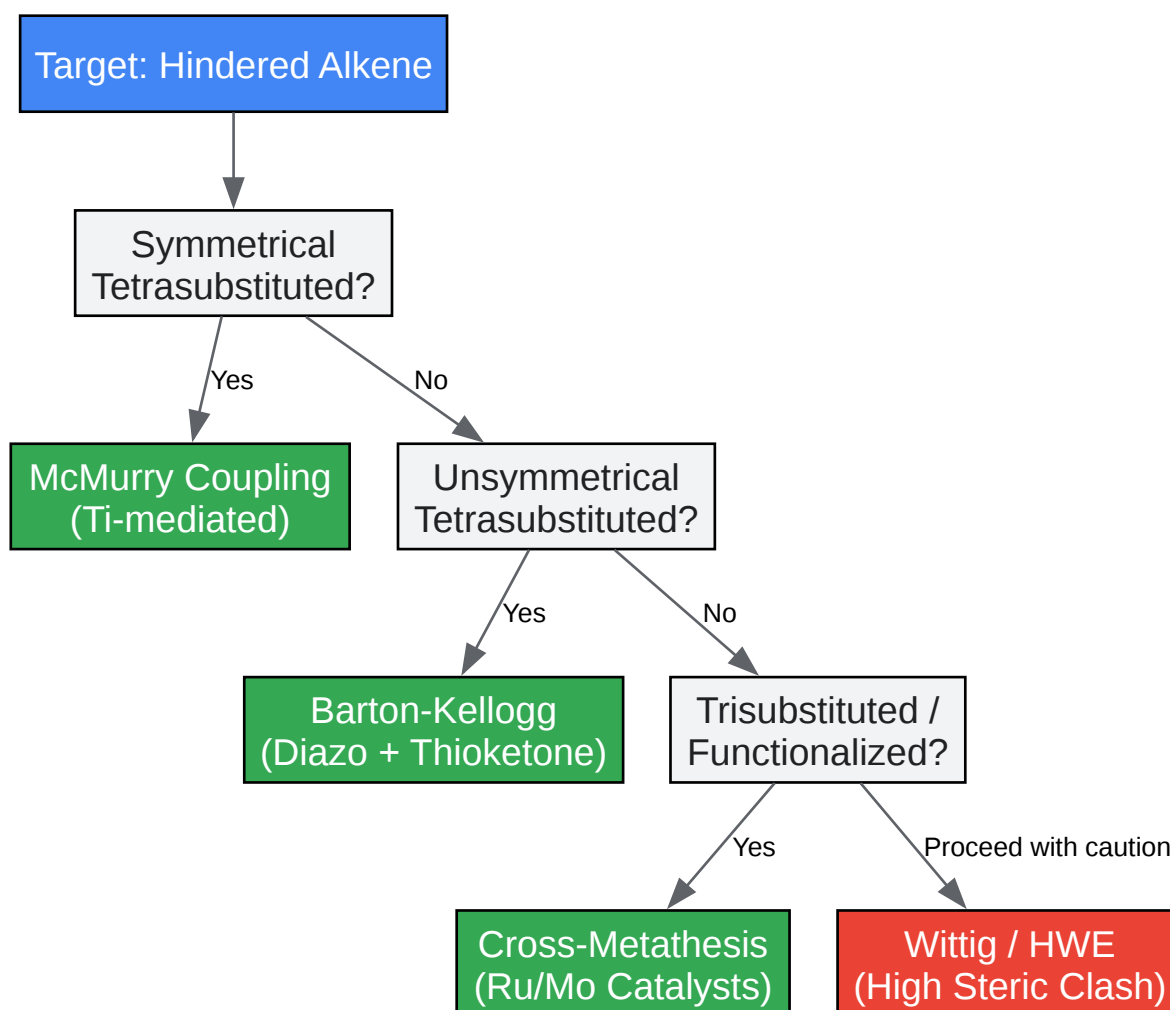 Target: Hindered Alkene
Symmetrical
Tetrasubstituted?
Yes
No
McMurry Coupling
(Ti-mediated)
Unsymmetrical
Tetrasubstituted?
Yes
No
Barton-Kellogg
(Diazo + Thioketone)
Trisubstituted /
Functionalized?
Yes
Proceed with caution
Cross-Metathesis
(Ru/Mo Catalysts)
Wittig / HWE
(High Steric Clash)